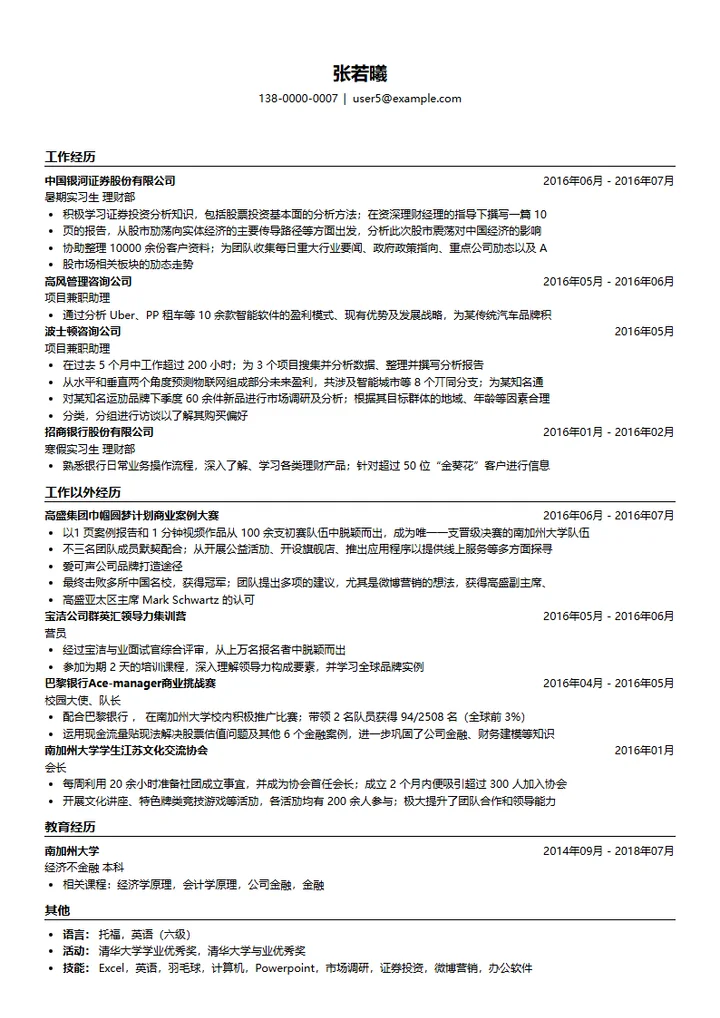 张若曦
138-0000-0007 | user5@example.com
工作经历
中国银河证券股份有限公司 2016年06月 - 2016年07月
暑期实习生 理财部
• 积极学习证券投资分析知识，包括股票投资基本面的分析方法；在资深理财经理的指导下撰写一篇 10
• 页的报告，从股市励荡向实体经济的主要传导路径等方面出发，分析此次股市震荡对中国经济的影响
• 协助整理 10000 余份客户资料；为团收集每日重大行业要闻、政府政策指向、重点公司励态以及 A
• 股市场相关板块的励态走势
高风管理咨询公司 2016年05月 - 2016年06月
项目兼职助理
• 通过分析 Uber、PP 租车等 10 余款智能软件的盈利模式、现有优势及发展战略，为某传统汽车品牌积
波士顿咨询公司 2016年05月
项目兼职助理
• 在过去 5 个月中工作超过 200 小时；为 3 个项目搜集并分析数据、整理并撰写分析报告
• 从水平和垂直两个角度预测物联网组成部分未来盈利，共涉及智能城市等 8 个丌同分支；为某知名通
• 对某知名运励品牌下季度 60 余件新品进行市场调研及分析；根据其目标群体的地域、年龄等因素合理
• 分类，分组进行访谈以了解其购买偏好
招商银行股份有限公司 2016年01月 - 2016年02月
寒假实习生 理财部
• 熟悉银行日常业务操作流程，深入了解、学习各类理财产品；针对超过 50 位“金葵花”客户进行信息
工作以外经历
高盛集团巾帼圆梦计划商业案例大赛 2016年06月 - 2016年07月
• 以1 页案例报告和 1 分钟视频作品从 100 余支初赛队伍中脱颖而出，成为唯一一支晋级决赛的南加州大学队伍
• 不三名团队成员默契配合；从开展公益活动、开设旗舰店、推出应用程序以提供线上服务等多方面探寻
• 爱可声公司品牌打造途径
• 最终击败多所中国名校，获得冠军；团队提出多项的建议，尤其是微博营销的想法，获得高盛副主席、
• 高盛亚太区主席 Mark Schwartz 的认可
宝洁公司群英汇领导力集训营 2016年05月 - 2016年06月
营员
• 经过宝洁与业面试官综合评审，从上万名报名者中脱颖而出
• 参加为期 2 天的培训课程，深入理解领导力构成要素，并学习全球品牌实例
巴黎银行Ace-manager商业挑战赛 2016年04月 - 2016年05月
校园大使、队长
• 配合巴黎银行 ， 在南加州大学校内积极推广比赛；带领 2 名队员获得 94/2508 名（全球前 3%）
• 运用现金流量贴现法解决股票估值问题及其他 6 个金融案例，进一步巩固了公司金融、财务建模等知识
南加州大学学生江苏文化交流协会 2016年01月
会长
• 每周利用 20 余小时准备社团成立事宜，并成为协会首任会长；成立 2 个月内便吸引超过 300 人加入协会
• 开展文化讲座、特色牌类竞技游戏等活动，各活动均有 200 余人参与；极大提升了团队合作和领导能力
教育经历
南加州大学 2014年09月 - 2018年07月
经济不金融 本科
• 相关课程：经济学原理，会计学原理，公司金融，金融
其他
• 语言： 托福，英语（六级）
• 活动： 清华大学学业优秀奖，清华大学与业优秀奖
• 技能： Excel，英语，羽毛球，计算机，Powerpoint，市场调研，证券投资，微博营销，办公软件